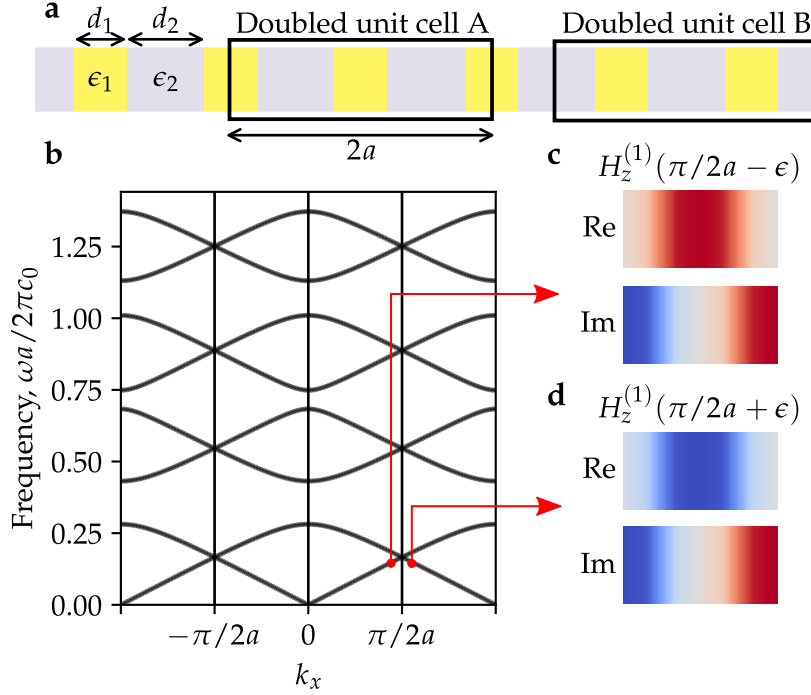 a
d₁ d₂ Doubled unit cell A Doubled unit cell B
ϵ₁ ϵ₂
2a
b
Frequency, ωa/2πc₀
1.25
1.00
0.75
0.50
0.25
0.00
−π/2a 0 π/2a
kₓ
c
H_z^(1)(π/2a − ϵ)
Re
Im
d
H_z^(1)(π/2a + ϵ)
Re
Im